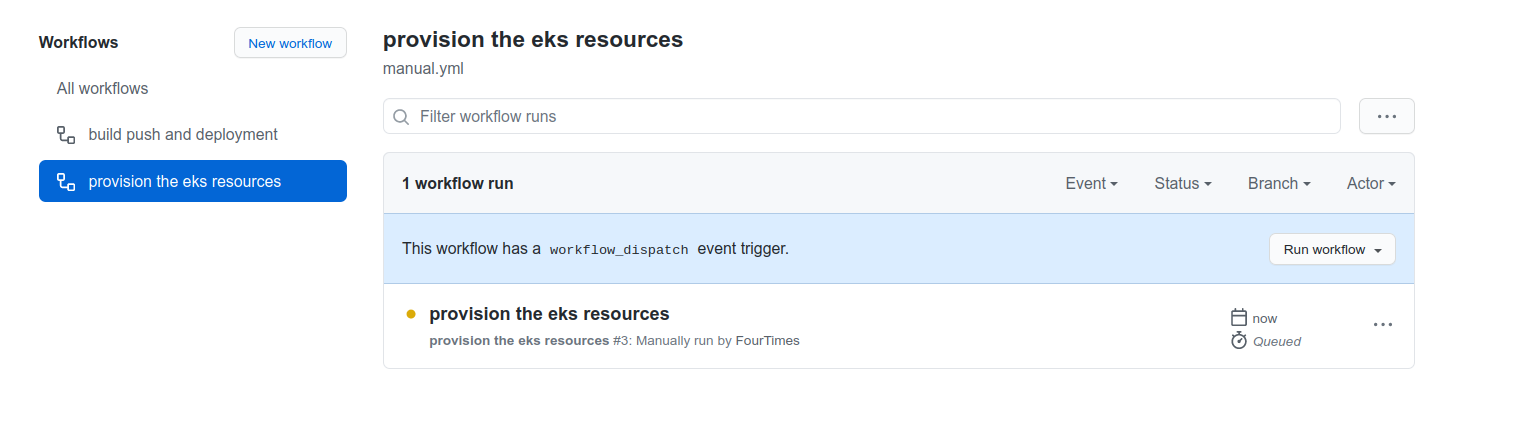 Workflows
New workflow
All workflows
build push and deployment
provision the eks resources
provision the eks resources
manual.yml
Filter workflow runs
1 workflow run
Event
Status
Branch
Actor
This workflow has a workflow_dispatch event trigger.
Run workflow
provision the eks resources
now
provision the eks resources #3: Manually run by FourTimes
Queued